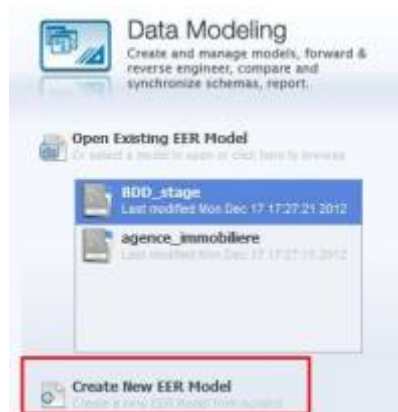 Data Modeling
Create and manage models, forward &
reverse engineer, compare and
synchronize schemas, report.
Open Existing EER Model
Or select a model to open or click here to browse
BDD_stage
Last modified Mon Dec 17 17:27:21 2012
agence_immobiliere
Last modified Mon Dec 17 17:27:15 2012
Create New EER Model
Create a new EER Model from scratch